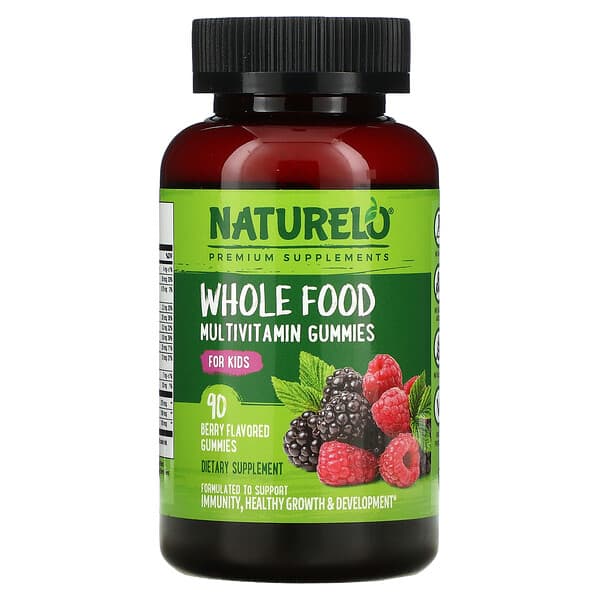 NATURELO®
PREMIUM SUPPLEMENTS
WHOLE FOOD
MULTIVITAMIN GUMMIES
FOR KIDS
90
BERRY FLAVORED
GUMMIES
DIETARY SUPPLEMENT
FORMULATED TO SUPPORT
IMMUNITY, HEALTHY GROWTH & DEVELOPMENT*